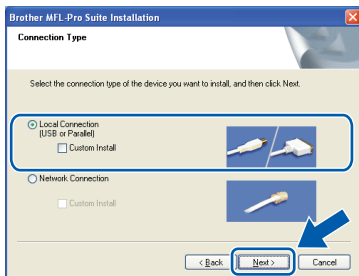 Brother MFL-Pro Suite Installation
Connection Type
Select the connection type of the device you want to install, and then click Next.
Local Connection
(USB or Parallel)
Custom Install
Network Connection
Custom Install
< Back
Next >
Cancel